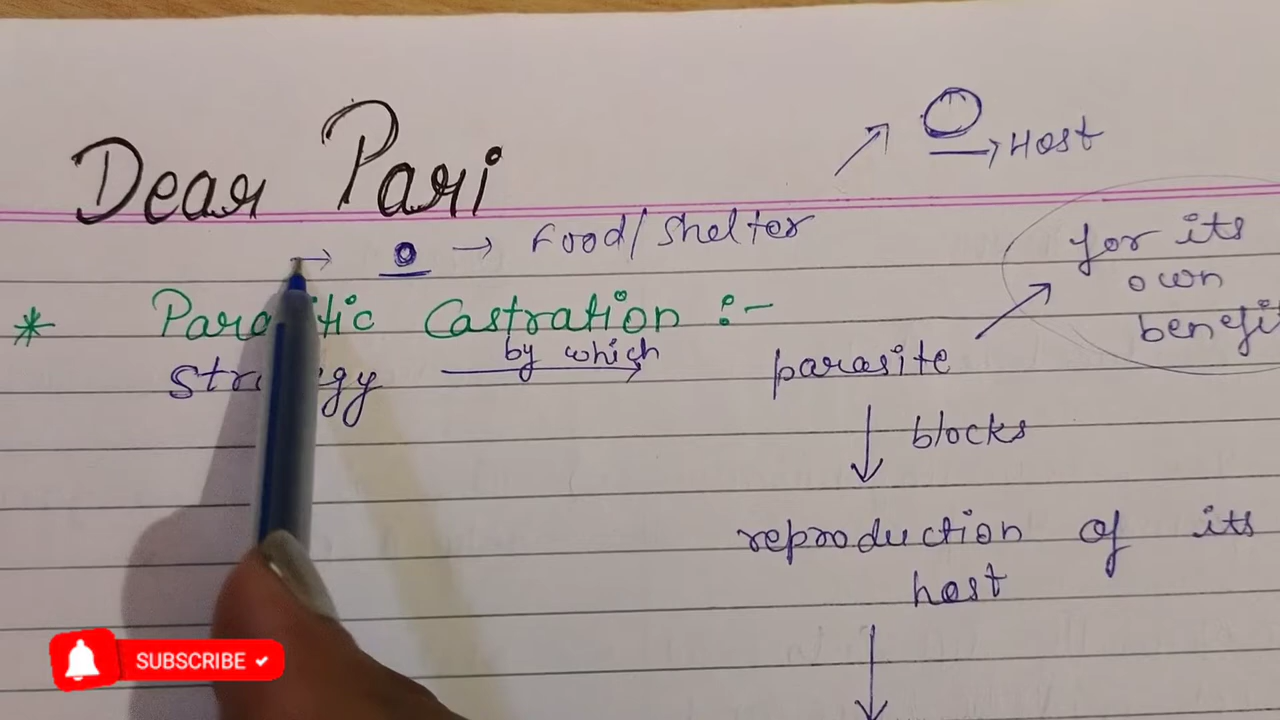 Dear Pari
→ Host
→ Food/Shelter
for its
own
* Parasitic Castration :-
strategy by which parasite
↓ blocks
reproduction of its
host
SUBSCRIBE